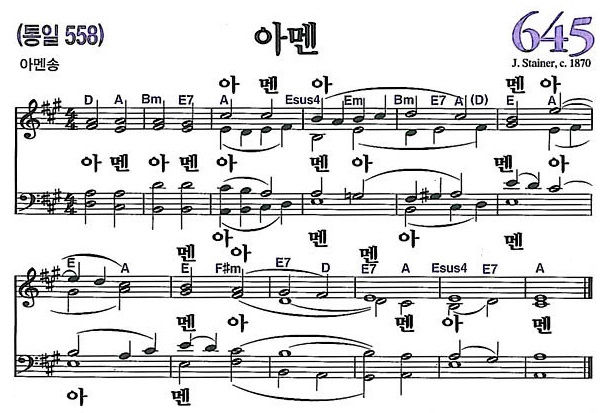 (통일 558) 아멘 645
아멘송 J. Stainer, c. 1870
아 멘 아 멘 아
D A Bm E7 A Esus4 Em Bm E7 A (D) E A
아 멘 아 멘 아 멘 아 멘 아
멘 아 아 멘 아 멘
E A E F#m E7 D E7 A Esus4 E7 A
멘 아 멘 아 멘
아 멘